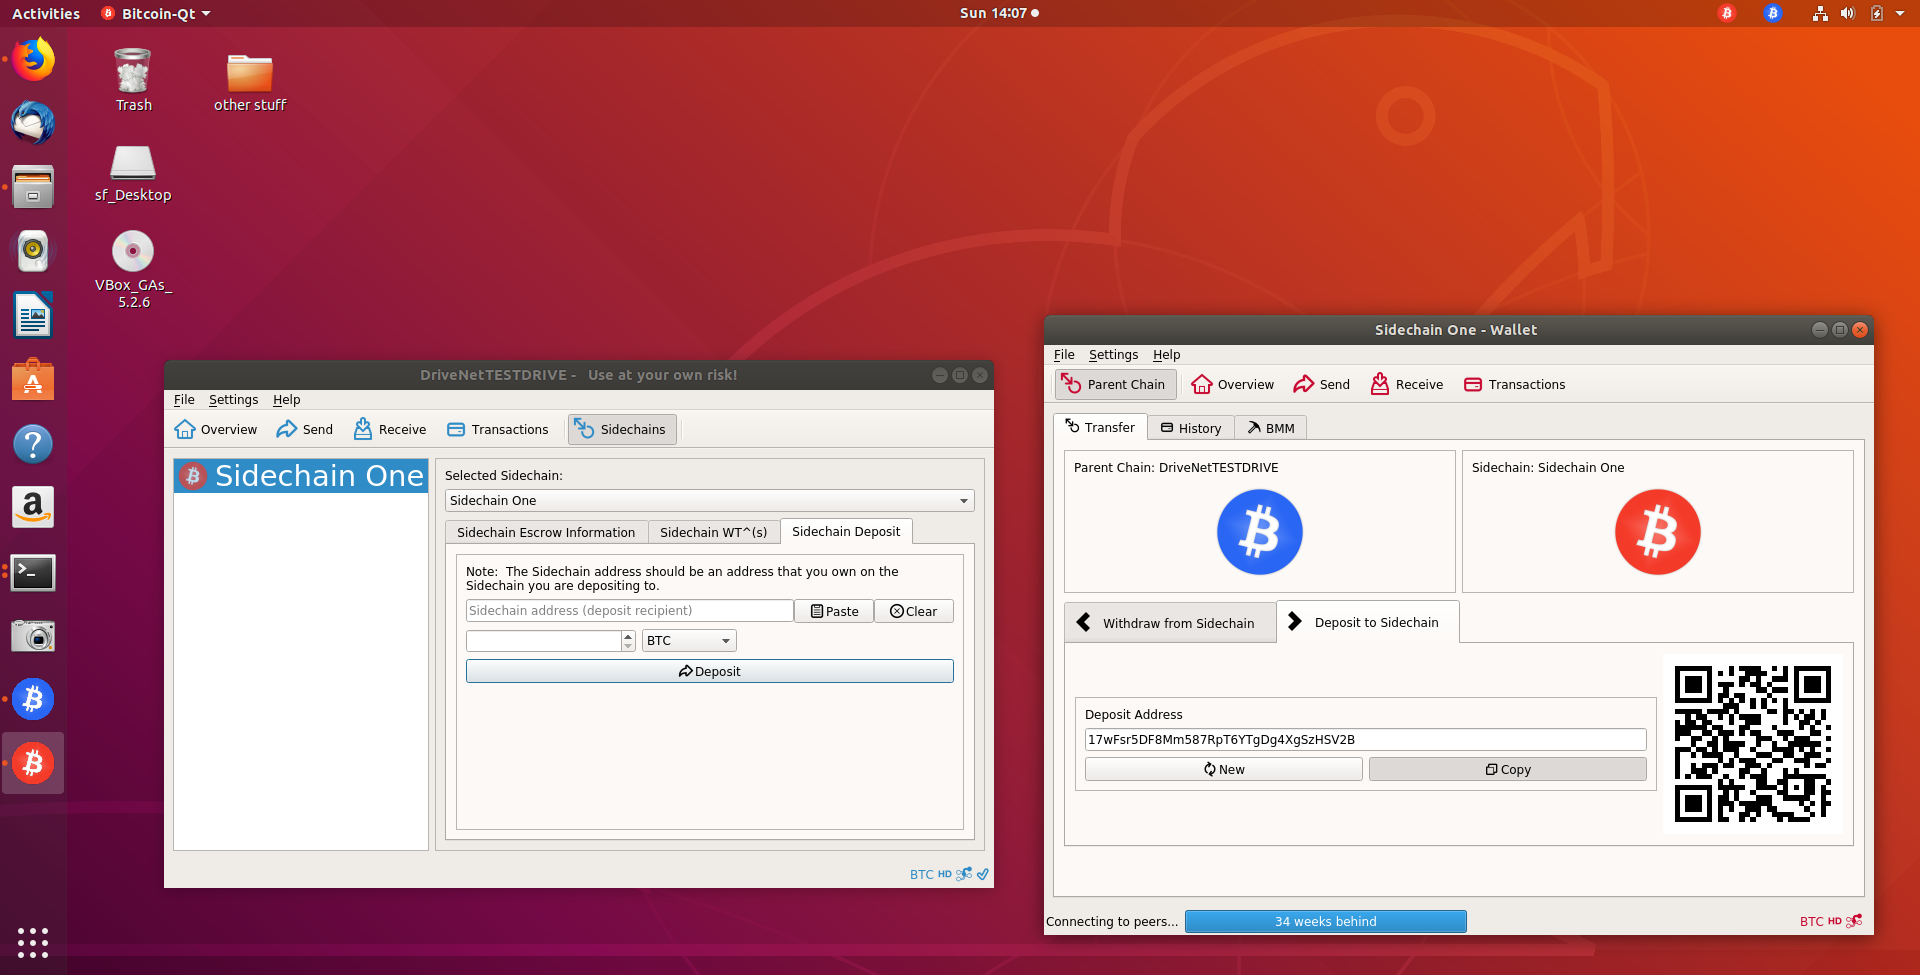 Activities
Bitcoin-Qt
Sun 14:07
Trash
other stuff
sf_Desktop
VBox_GAs_
5.2.6
DriveNetTESTDRIVE -   Use at your own risk!
File Settings Help
Overview Send Receive Transactions Sidechains
Sidechain One
Selected Sidechain:
Sidechain One
Sidechain Escrow Information Sidechain WT^(s) Sidechain Deposit
Note:  The Sidechain address should be an address that you own on the
Sidechain you are depositing to.
Sidechain address (deposit recipient) Paste Clear
BTC
Deposit
BTC HD
Sidechain One - Wallet
File Settings Help
Parent Chain Overview Send Receive Transactions
Transfer History BMM
Parent Chain: DriveNetTESTDRIVE
Sidechain: Sidechain One
Withdraw from Sidechain Deposit to Sidechain
Deposit Address
17wFsr5DF8Mm587RpT6YTgDg4XgSzHSV2B
New Copy
Connecting to peers... 34 weeks behind
BTC HD